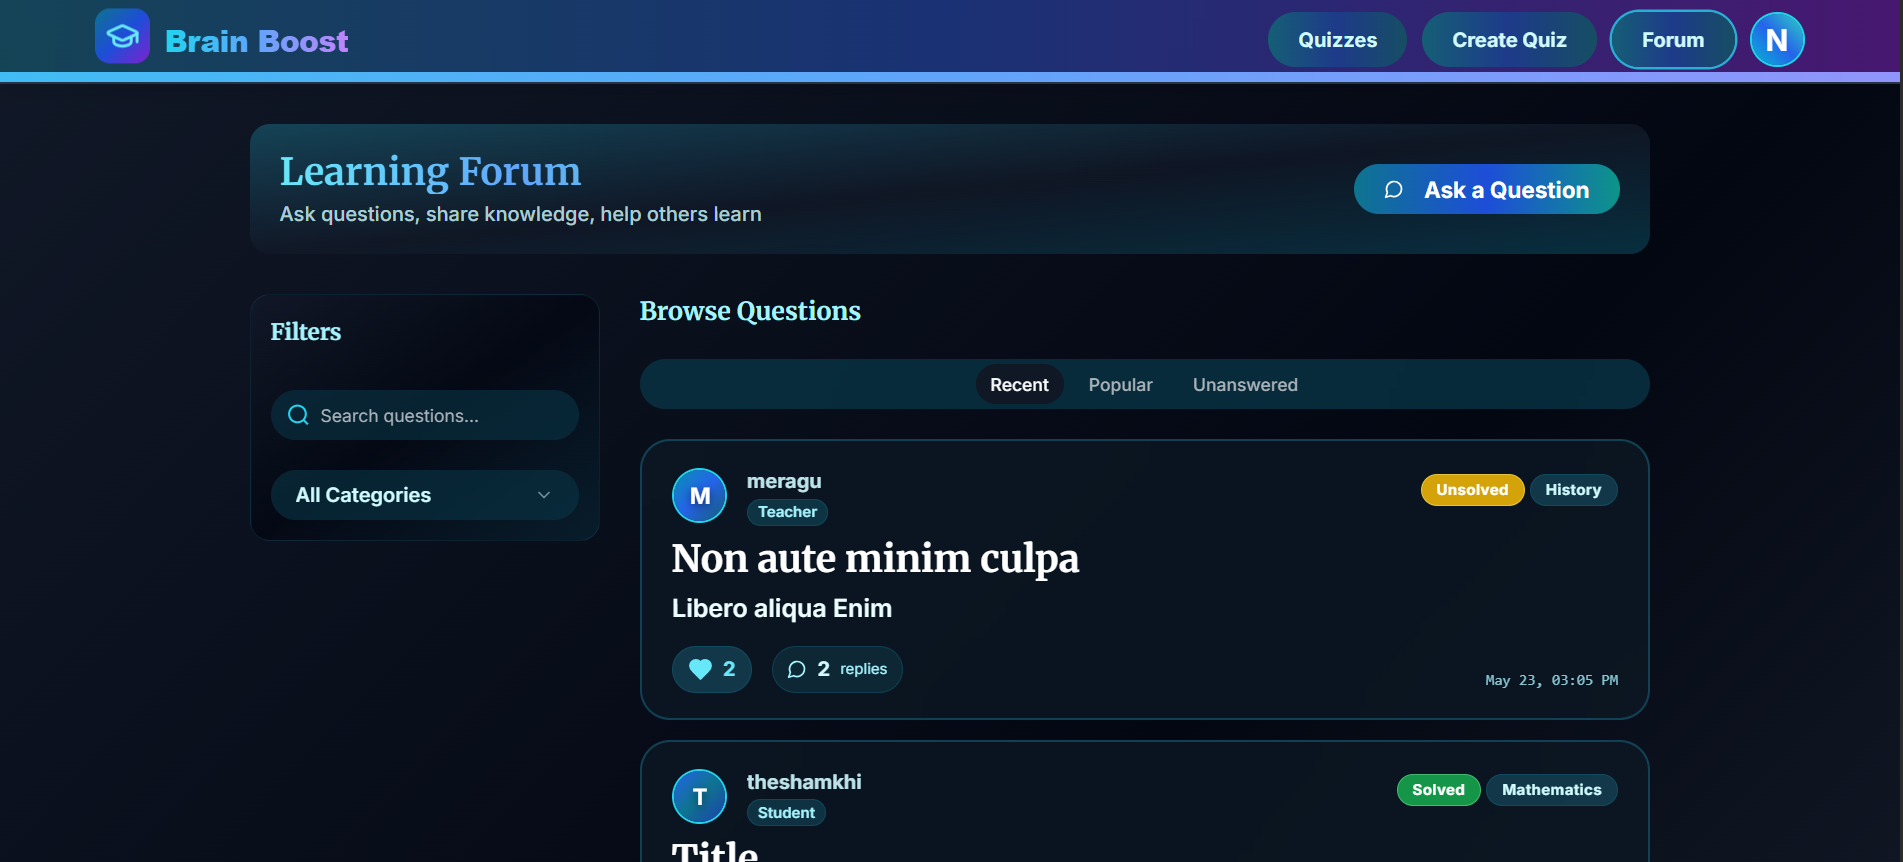 Brain Boost
Quizzes
Create Quiz
Forum
N
Learning Forum
Ask questions, share knowledge, help others learn
Ask a Question
Filters
Search questions...
All Categories
Browse Questions
Recent
Popular
Unanswered
M
meragu
Teacher
Unsolved
History
Non aute minim culpa
Libero aliqua Enim
2
2 replies
May 23, 03:05 PM
T
theshamkhi
Student
Solved
Mathematics
Title